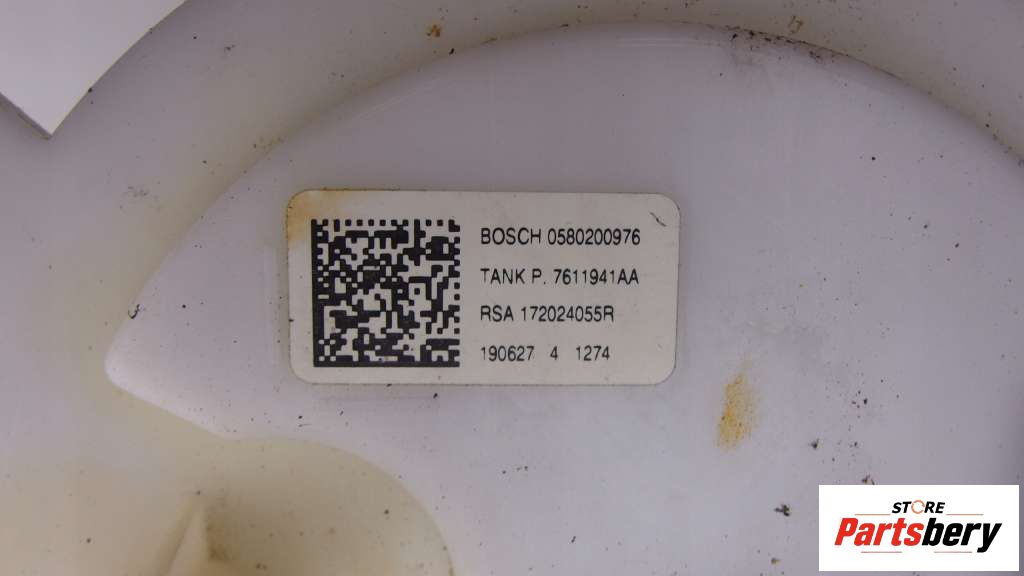 BOSCH 0580200976
TANK P. 7611941AA
RSA 172024055R
190627 4 1274
STORE
Partsbery